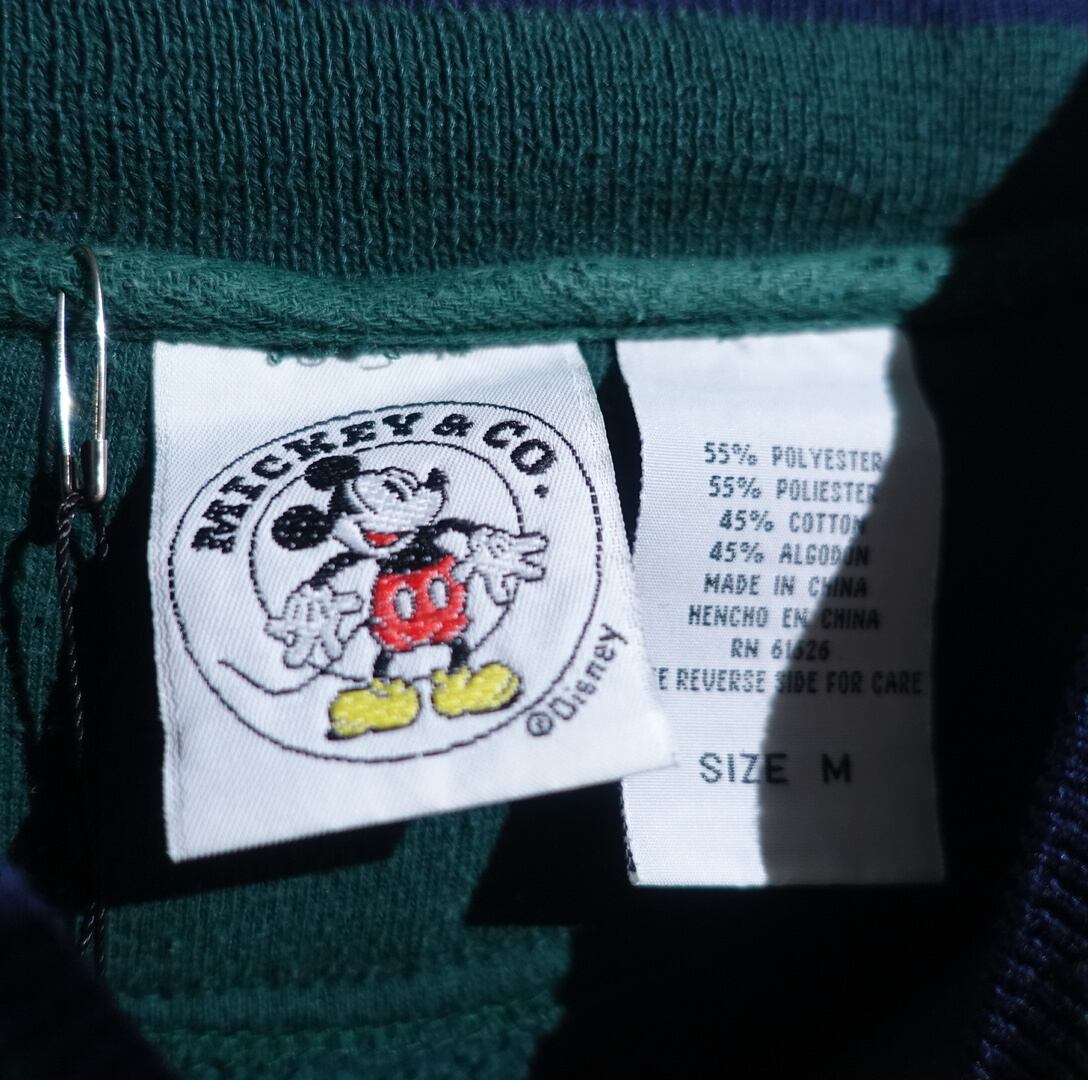 MICKEY & CO.
©Disney
55% POLYESTER
55% POLIESTER
45% COTTON
45% ALGODON
MADE IN CHINA
HENCHO EN CHINA
RN 61626
REVERSE SIDE FOR CARE
SIZE M